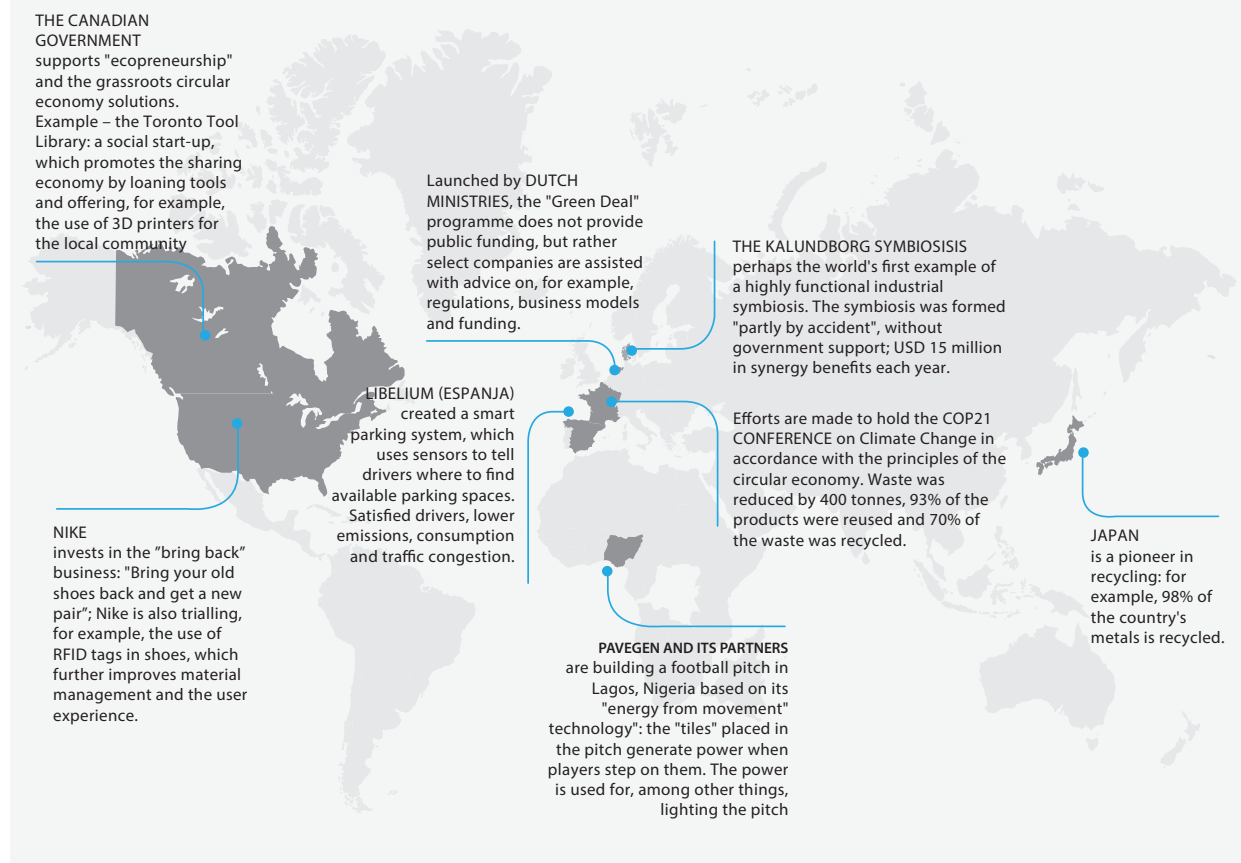 THE CANADIAN
GOVERNMENT
supports "ecopreneurship"
and the grassroots circular
economy solutions.
Example – the Toronto Tool
Library: a social start-up,
which promotes the sharing
economy by loaning tools
and offering, for example,
the use of 3D printers for
the local community
Launched by DUTCH
MINISTRIES, the "Green Deal"
programme does not provide
public funding, but rather
select companies are assisted
with advice on, for example,
regulations, business models
and funding.
THE KALUNDBORG SYMBIOSISIS
perhaps the world's first example of
a highly functional industrial
symbiosis. The symbiosis was formed
"partly by accident", without
government support; USD 15 million
in synergy benefits each year.
LIBELIUM (ESPANJA)
created a smart
parking system, which
uses sensors to tell
drivers where to find
available parking spaces.
Satisfied drivers, lower
emissions, consumption
and traffic congestion.
Efforts are made to hold the COP21
CONFERENCE on Climate Change in
accordance with the principles of the
circular economy. Waste was
reduced by 400 tonnes, 93% of the
products were reused and 70% of
the waste was recycled.
NIKE
invests in the "bring back"
business: "Bring your old
shoes back and get a new
pair"; Nike is also trialling,
for example, the use of
RFID tags in shoes, which
further improves material
management and the user
experience.
JAPAN
is a pioneer in
recycling: for
example, 98% of
the country's
metals is recycled.
PAVEGEN AND ITS PARTNERS
are building a football pitch in
Lagos, Nigeria based on its
"energy from movement"
technology": the "tiles" placed in
the pitch generate power when
players step on them. The power
is used for, among other things,
lighting the pitch